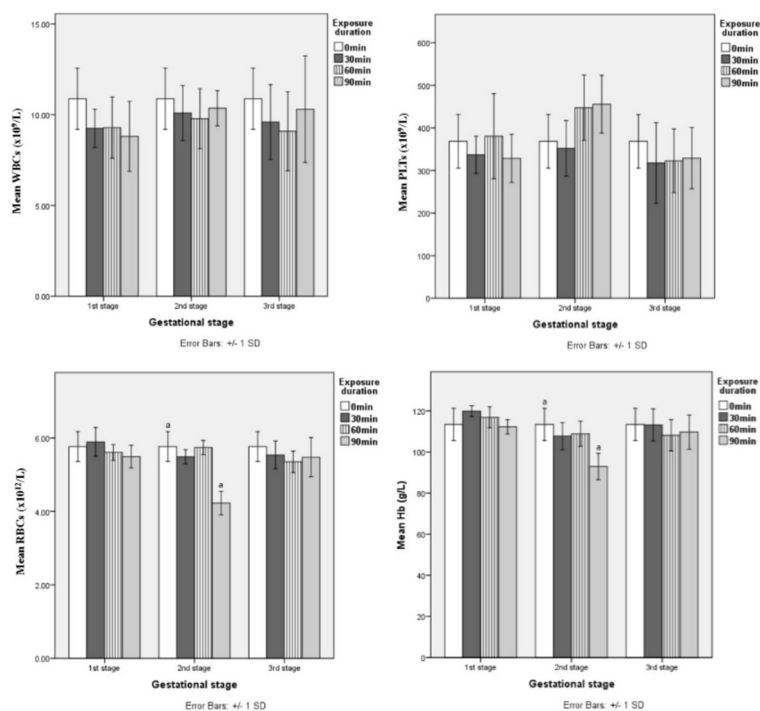 Exposure
duration
0min
30min
60min
90min
15.00
10.00
5.00
0.00
Mean WBCs (x10⁹/L)
1st stage
2nd stage
3rd stage
Gestational stage
Error Bars: +/- 1 SD
Exposure
duration
0min
30min
60min
90min
600
500
400
300
200
100
0
Mean PLTs (x10⁹/L)
1st stage
2nd stage
3rd stage
Gestational stage
Error Bars: +/- 1 SD
Exposure
duration
0min
30min
60min
90min
6.00
4.00
2.00
0.00
Mean RBCs (x10¹²/L)
a
a
1st stage
2nd stage
3rd stage
Gestational stage
Error Bars: +/- 1 SD
Exposure
duration
0min
30min
60min
90min
120
100
80
60
40
20
0
Mean Hb (g/L)
a
a
1st stage
2nd stage
3rd stage
Gestational stage
Error Bars: +/- 1 SD